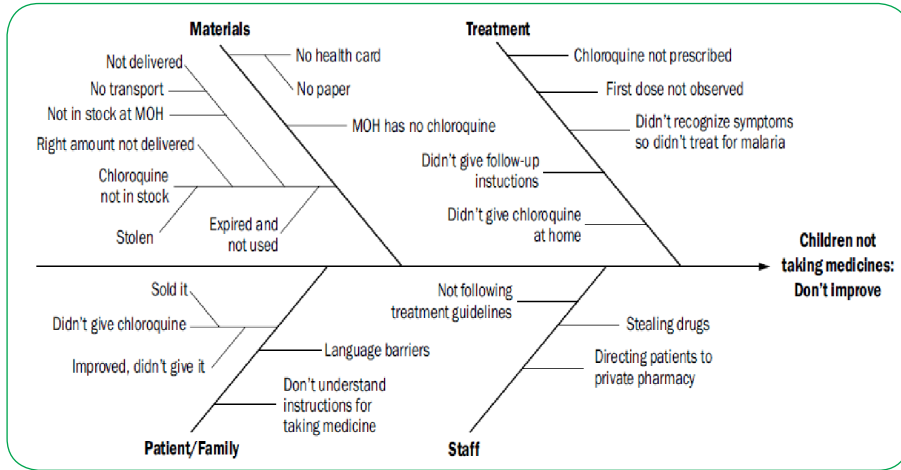 Materials
No health card
No paper
Not delivered
No transport
Not in stock at MOH
MOH has no chloroquine
Right amount not delivered
Chloroquine
not in stock
Stolen
Expired and
not used
Treatment
Chloroquine not prescribed
First dose not observed
Didn't recognize symptoms
so didn't treat for malaria
Didn't give follow-up
instuctions
Didn't give chloroquine
at home
Children not
taking medicines:
Don't improve
Sold it
Didn't give chloroquine
Improved, didn't give it
Language barriers
Don't understand
instructions for
taking medicine
Patient/Family
Not following
treatment guidelines
Stealing drugs
Directing patients to
private pharmacy
Staff